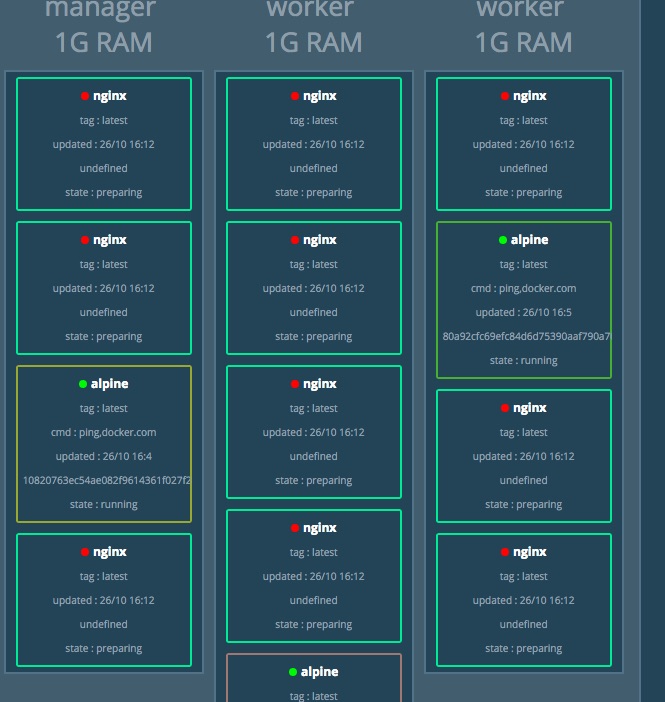 manager
1G RAM
nginx
tag : latest
updated : 26/10 16:12
undefined
state : preparing
nginx
tag : latest
updated : 26/10 16:12
undefined
state : preparing
alpine
tag : latest
cmd : ping,docker.com
updated : 26/10 16:4
10820763ec54ae082f9614361f027f2
state : running
nginx
tag : latest
updated : 26/10 16:12
undefined
state : preparing
worker
1G RAM
nginx
tag : latest
updated : 26/10 16:12
undefined
state : preparing
nginx
tag : latest
updated : 26/10 16:12
undefined
state : preparing
nginx
tag : latest
updated : 26/10 16:12
undefined
state : preparing
nginx
tag : latest
updated : 26/10 16:12
undefined
state : preparing
alpine
tag : latest
worker
1G RAM
nginx
tag : latest
updated : 26/10 16:12
undefined
state : preparing
alpine
tag : latest
cmd : ping,docker.com
updated : 26/10 16:5
80a92cfc69efc84d6d75390aaf790a7
state : running
nginx
tag : latest
updated : 26/10 16:12
undefined
state : preparing
nginx
tag : latest
updated : 26/10 16:12
undefined
state : preparing